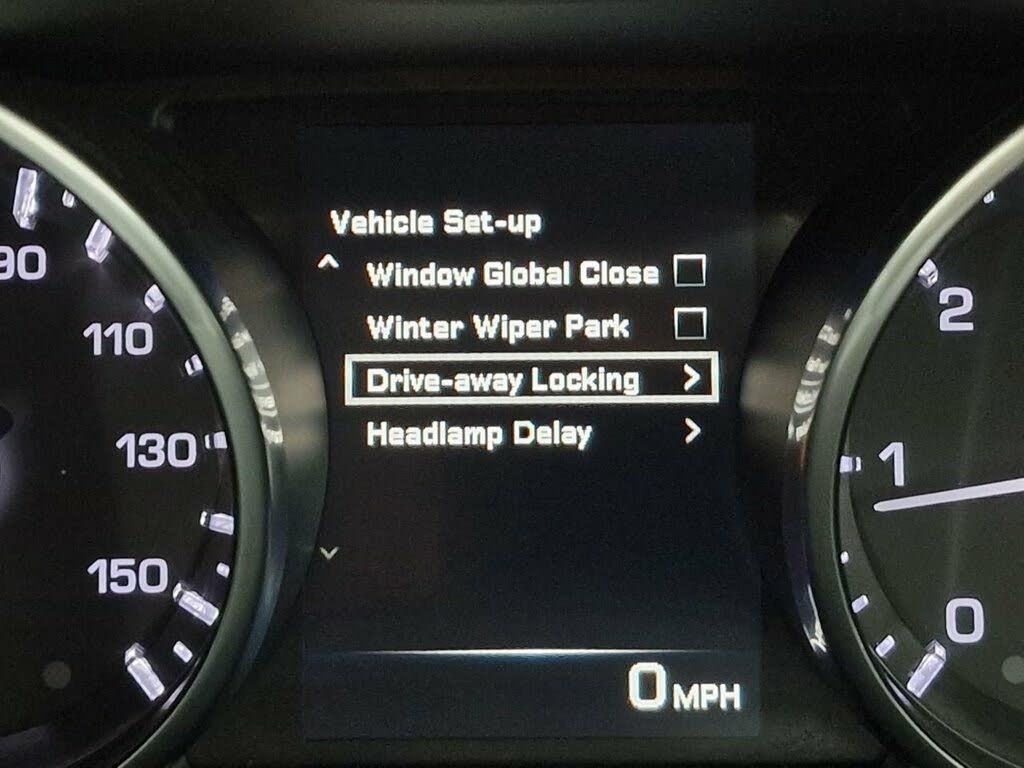 Vehicle Set-up
Window Global Close
Winter Wiper Park
Drive-away Locking >
Headlamp Delay >
0 MPH
90
110
130
150
2
1
0